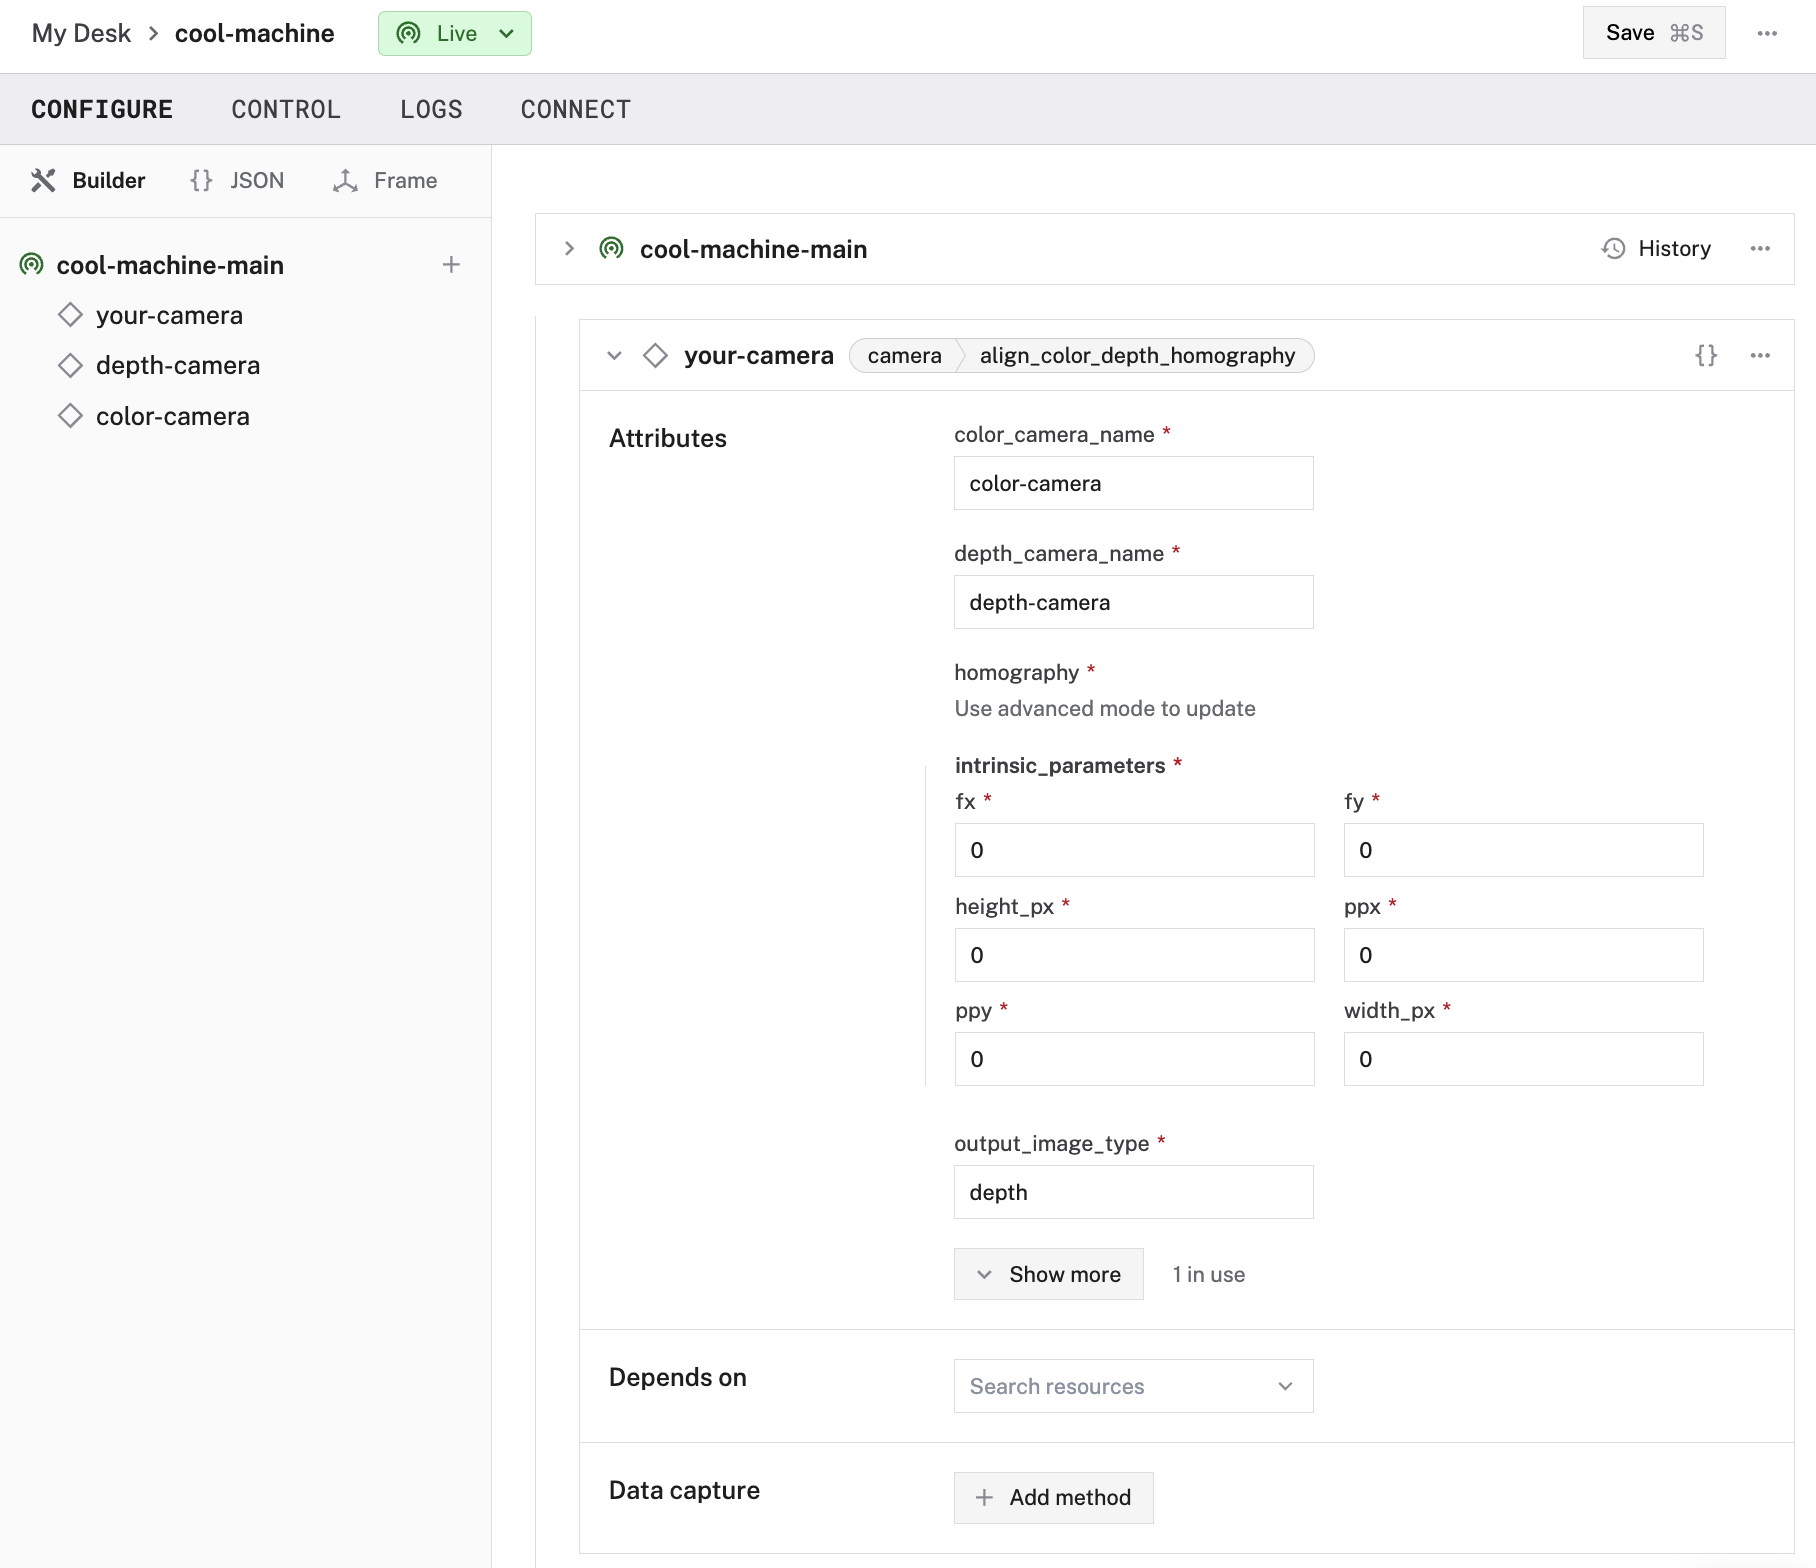 My Desk > cool-machine Live Save ⌘S ···
CONFIGURE CONTROL LOGS CONNECT
Builder {} JSON Frame
cool-machine-main +
your-camera
depth-camera
color-camera
cool-machine-main History ···
your-camera camera align_color_depth_homography {} ···
Attributes
color_camera_name *
color-camera
depth_camera_name *
depth-camera
homography *
Use advanced mode to update
intrinsic_parameters *
fx * fy *
0 0
height_px * ppx *
0 0
ppy * width_px *
0 0
output_image_type *
depth
Show more 1 in use
Depends on Search resources
Data capture + Add method